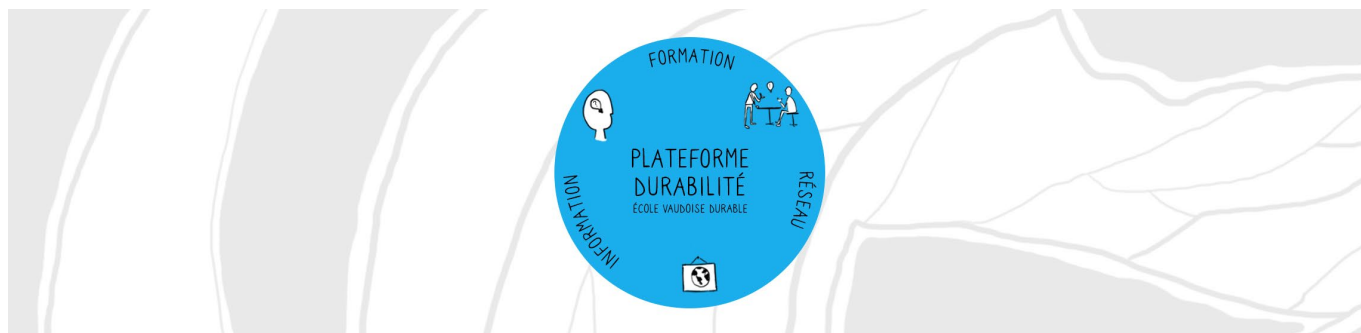 FORMATION
PLATEFORME
DURABILITÉ
ÉCOLE VAUDOISE DURABLE
INFORMATION
RÉSEAU